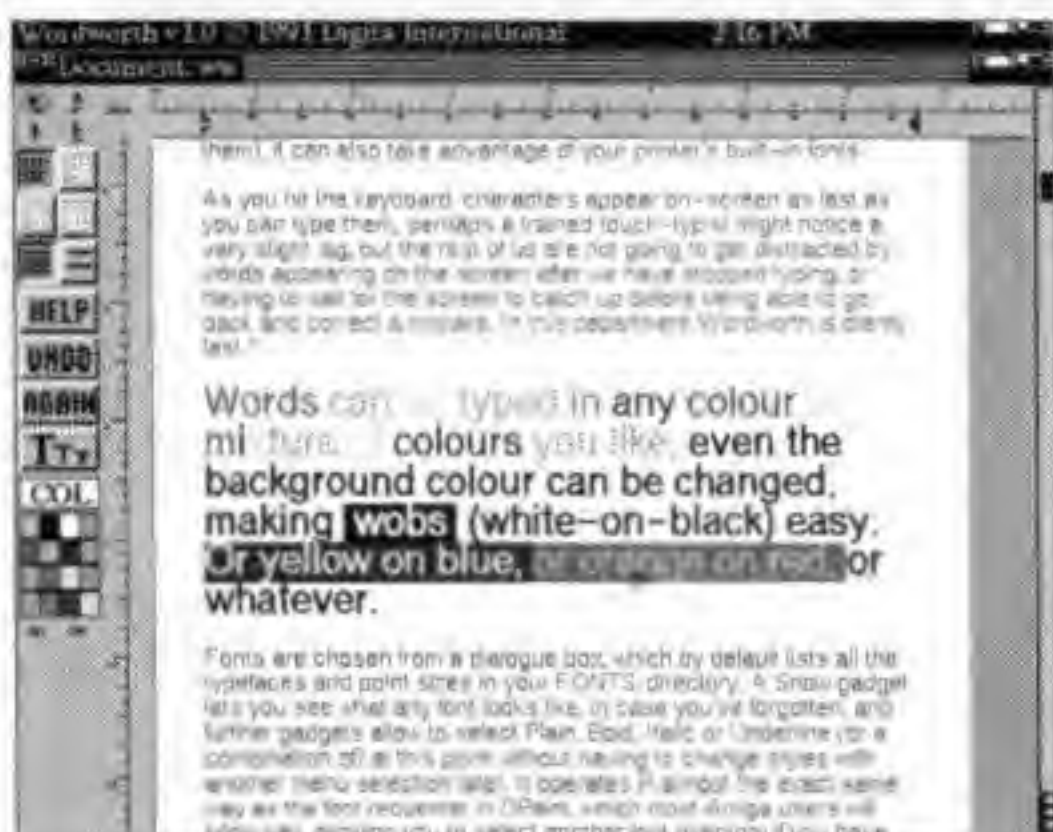 Wordworth v1.0 © 1991 Digita International 2:16 PM
Document.ww
them), it can also take advantage of your printer's built-in fonts.
As you hit the keyboard characters appear on-screen as fast as
you can type them, perhaps a trained touch-typist might notice a
very slight lag, but the rest of us are not going to get distracted by
words appearing on the screen after we have stopped typing, or
having to wait for the screen to catch up before being able to go
back and correct a mistake. In this department Wordworth is clearly
fast."
HELP
UNDO
AGAIN
COL
Words can typed in any colour
mixture colours you like, even the
background colour can be changed,
making wobs (white-on-black) easy.
Or yellow on blue, or orange on red, or
whatever.
Fonts are chosen from a dialogue box, which by default lists all the
typefaces and point sizes in your FONTS: directory. A Show gadget
lets you see what any font looks like, in case you've forgotten, and
further gadgets allow to select Plain, Bold, Italic or Underline (or a
combination of) at this point without having to change styles with
another menu selection later. It operates in almost the exact same
way as the font requester in DPaint, which most Amiga users will